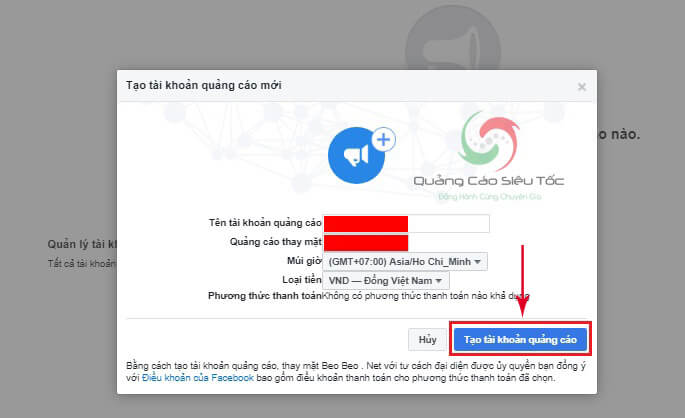 Tạo tài khoản quảng cáo mới
×
o nào.
Quảng Cáo Siêu Tốc
Đồng Hành Cùng Chuyên Gia
Tên tài khoản quảng cáo
Quảng cáo thay mặt
Quản lý tài kh
Múi giờ (GMT+07:00) Asia/Ho Chi_Minh
Tất cả tài khoản
Loại tiền VND — Đồng Việt Nam
Phương thức thanh toán Không có phương thức thanh toán nào khả dụng
Hủy Tạo tài khoản quảng cáo
Bằng cách tạo tài khoản quảng cáo, thay mặt Beo Beo . Net với tư cách đại diện được ủy quyền bạn đồng ý
với Điều khoản của Facebook bao gồm điều khoản thanh toán cho phương thức thanh toán đã chọn.